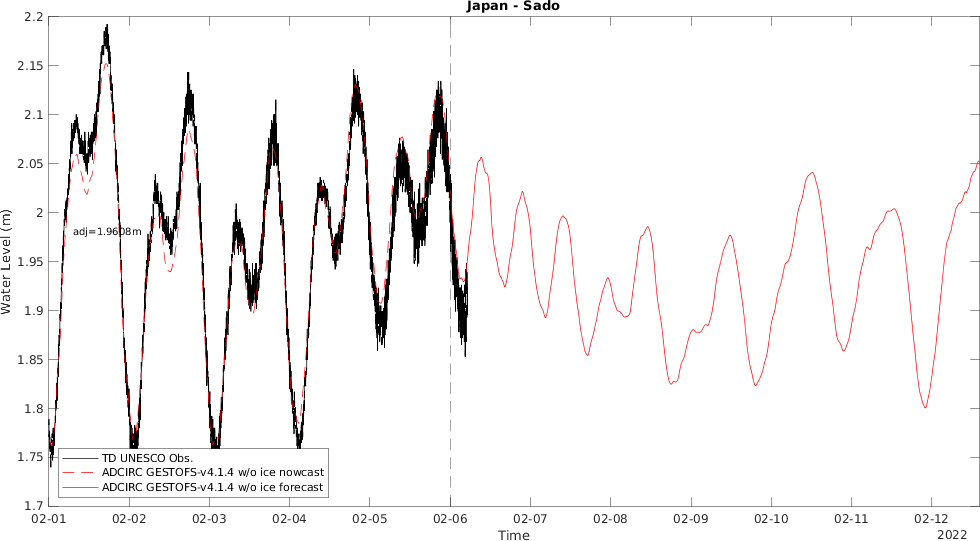 Japan - Sado
2.2
2.15
2.1
2.05
2
1.95
1.9
1.85
1.8
1.75
1.7
Water Level (m)
adj=1.9608m
TD UNESCO Obs.
ADCIRC GESTOFS-v4.1.4 w/o ice nowcast
ADCIRC GESTOFS-v4.1.4 w/o ice forecast
02-01 02-02 02-03 02-04 02-05 02-06 02-07 02-08 02-09 02-10 02-11 02-12
Time
2022